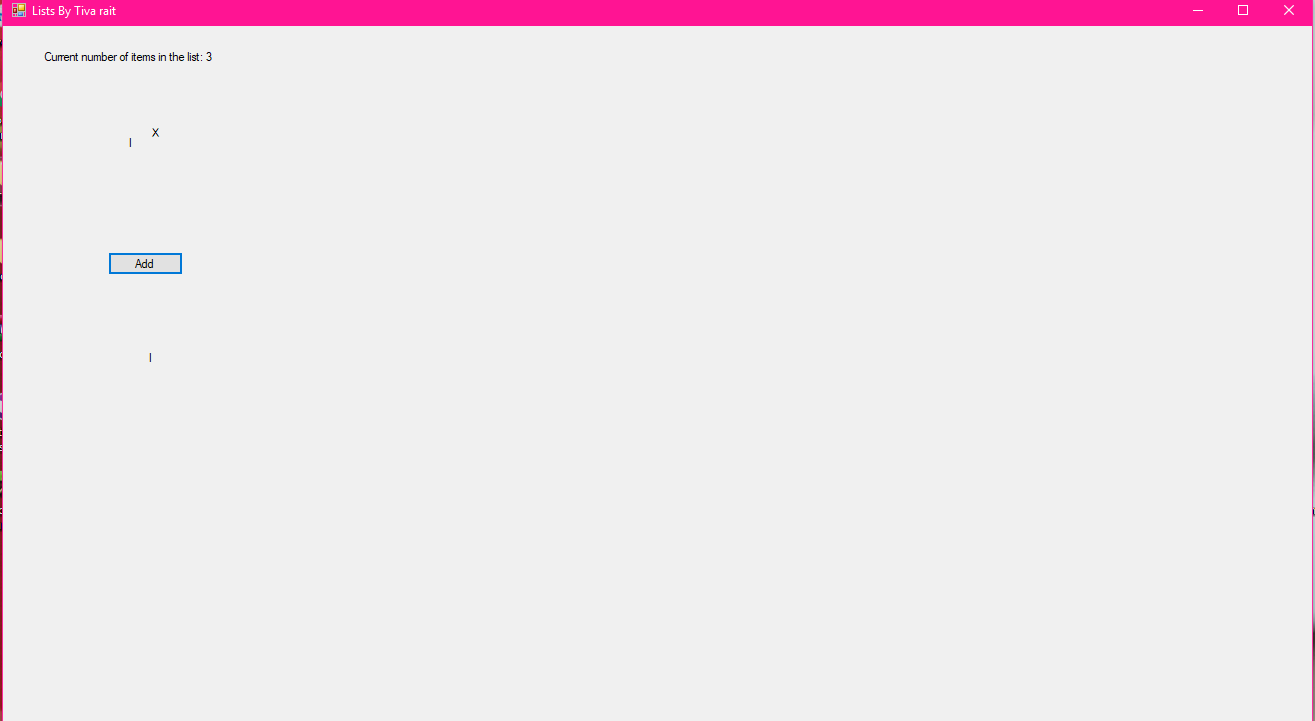 Lists By Tiva rait
Current number of items in the list: 3
X
I
Add
I